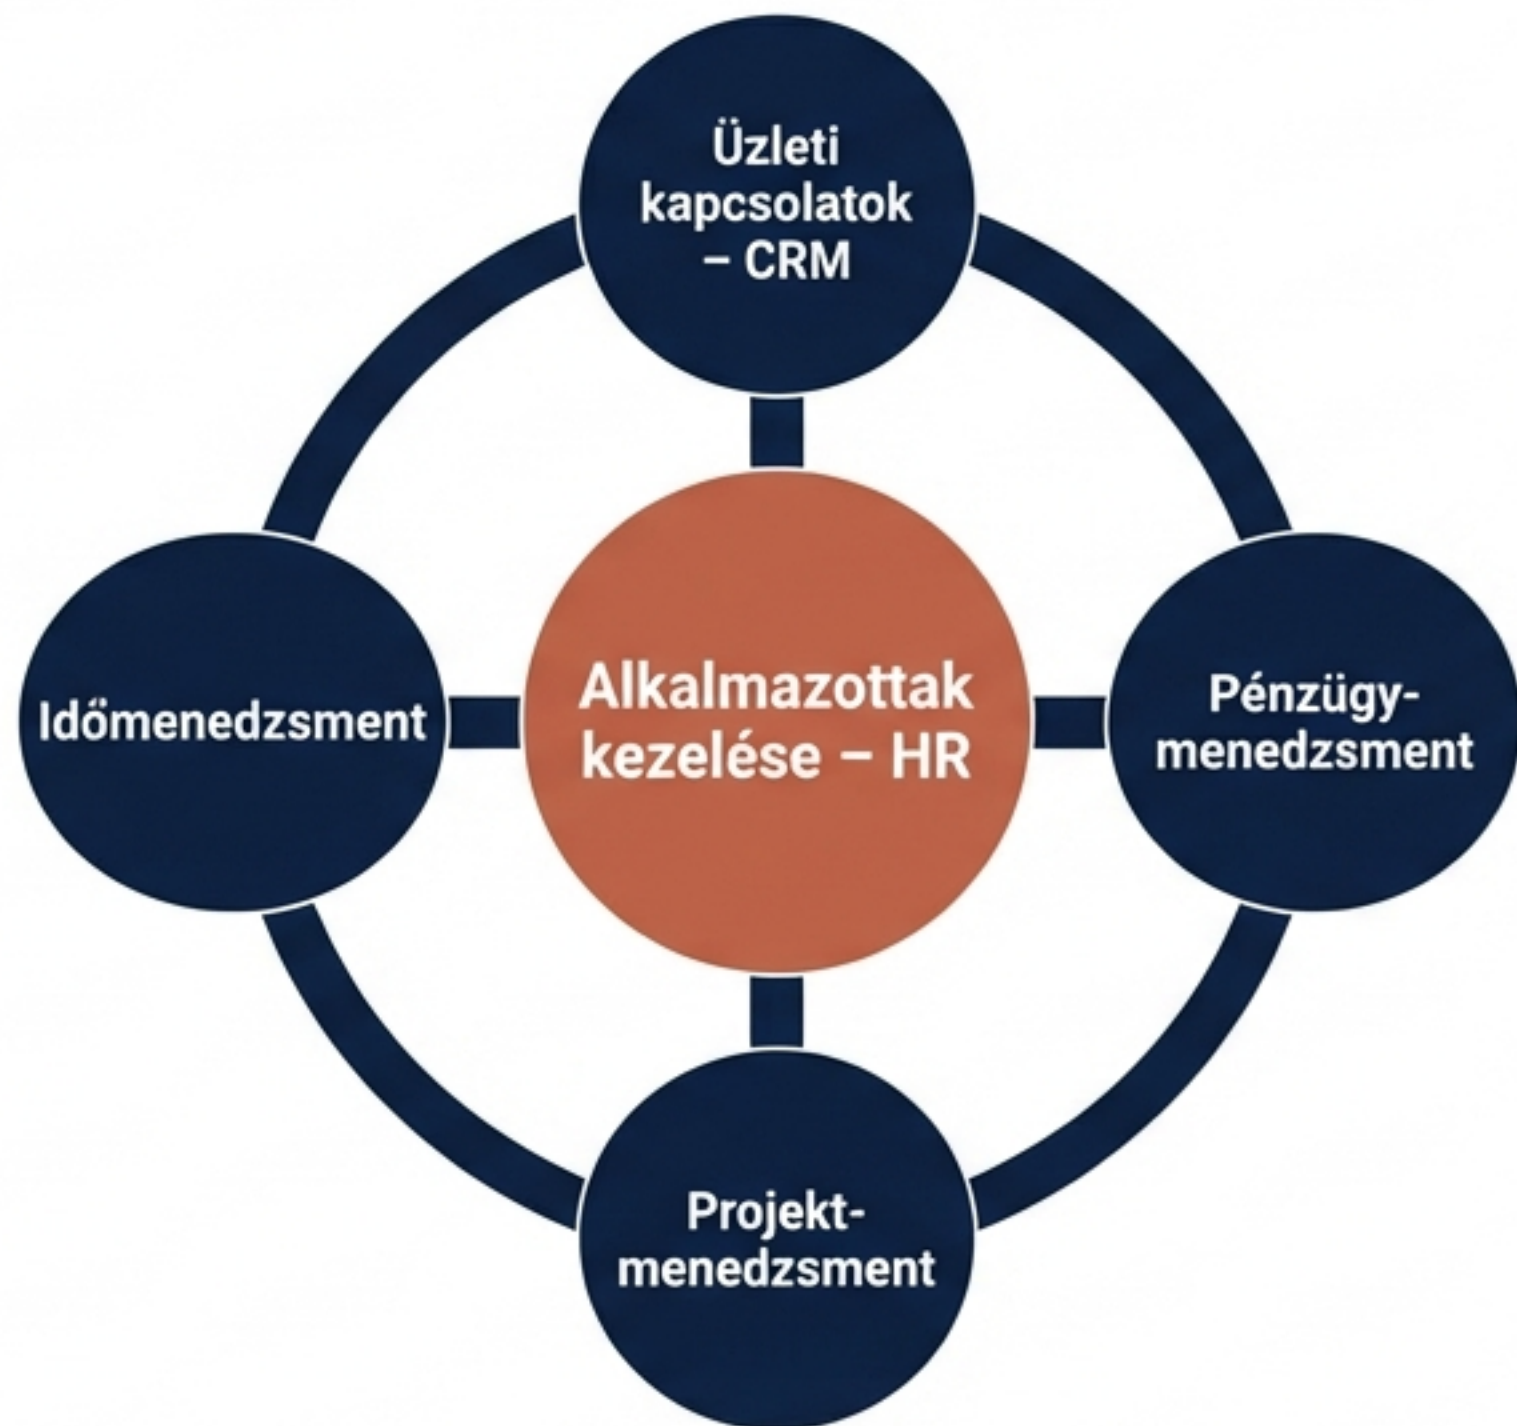 Üzleti
kapcsolatok
– CRM
Időmenedzsment
Alkalmazottak
kezelése – HR
Pénzügy-
menedzsment
Projekt-
menedzsment